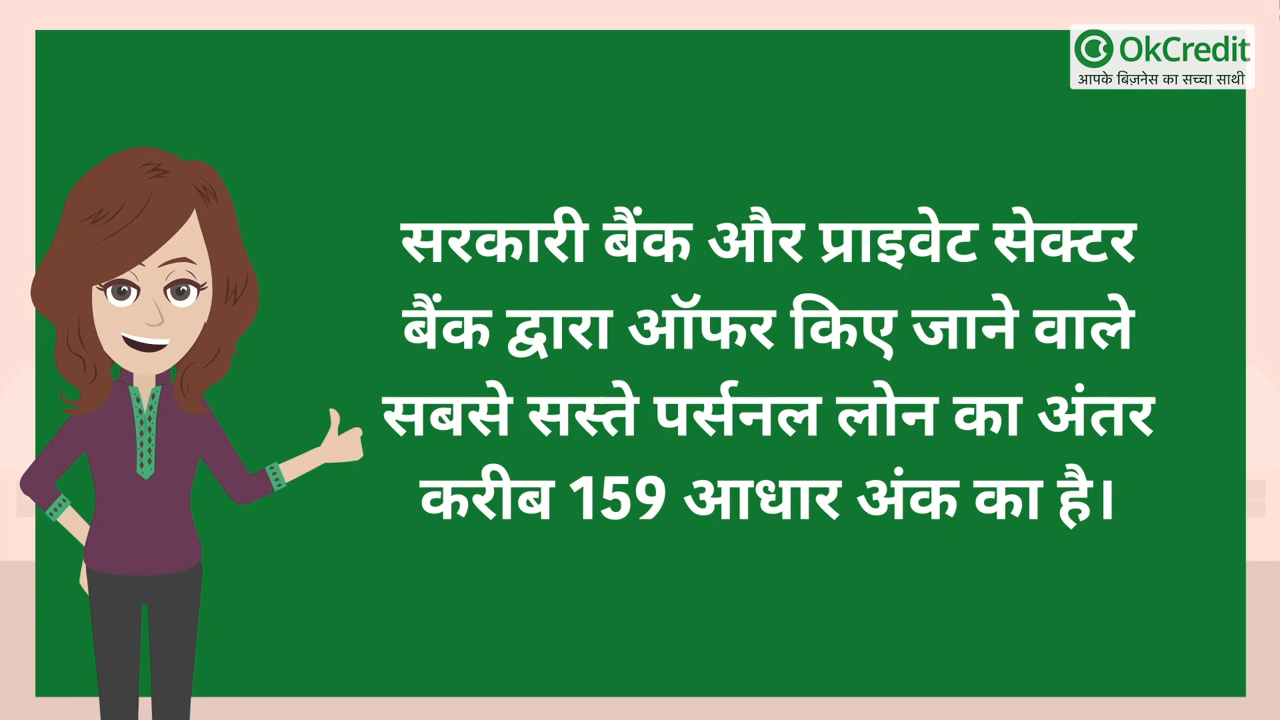 OkCredit
आपके बिज़नेस का सच्चा साथी
सरकारी बैंक और प्राइवेट सेक्टर
बैंक द्वारा ऑफर किए जाने वाले
सबसे सस्ते पर्सनल लोन का अंतर
करीब 159 आधार अंक का है।